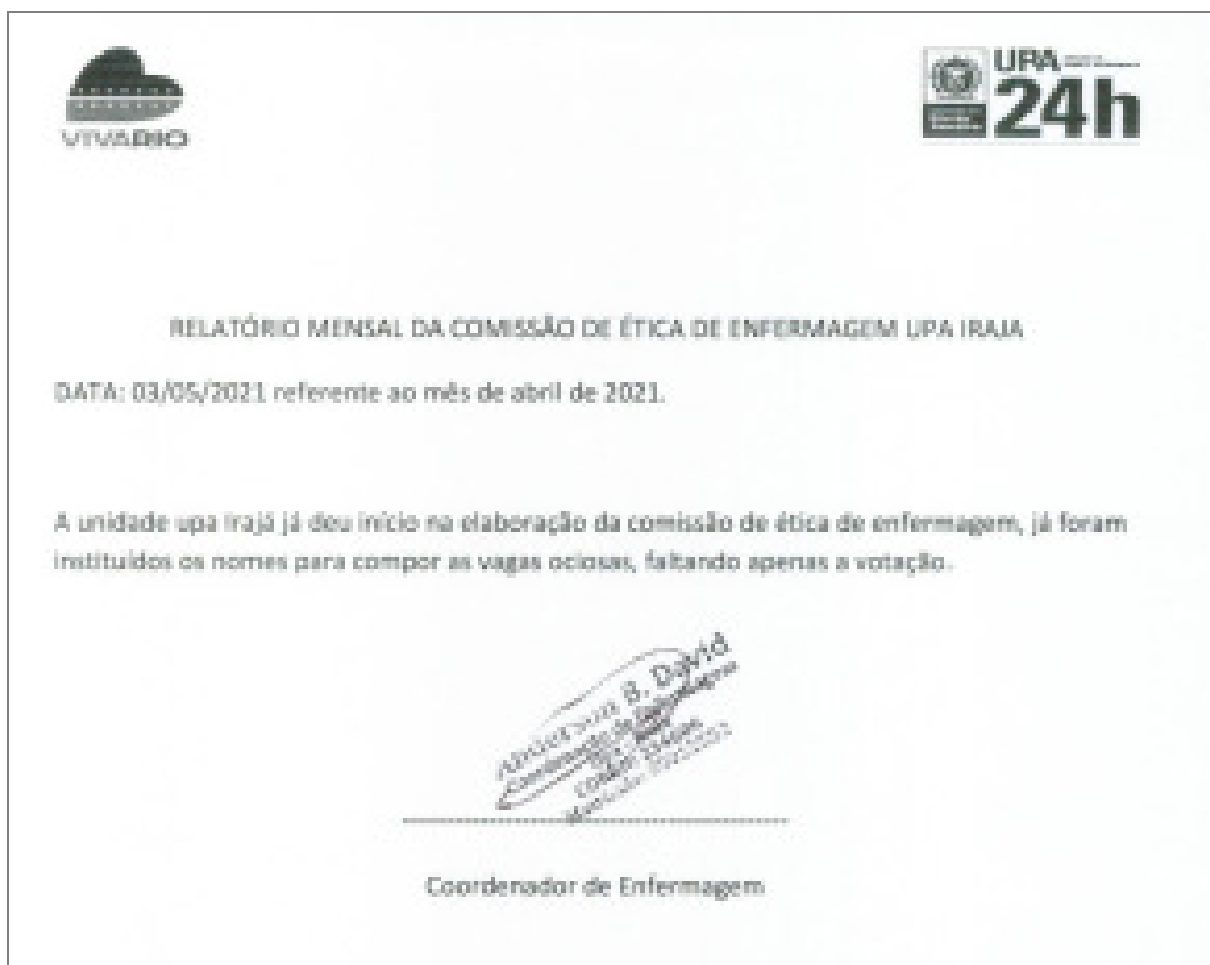 VIVARIO
UPA
24h
RELATÓRIO MENSAL DA COMISSÃO DE ÉTICA DE ENFERMAGEM UPA IRAJA
DATA: 03/05/2021 referente ao mês de abril de 2021.
A unidade upa Irajá já deu início na elaboração da comissão de ética de enfermagem, já foram
instituídos os nomes para compor as vagas ociosas, faltando apenas a votação.
B. David
Coordenador de Enfermagem